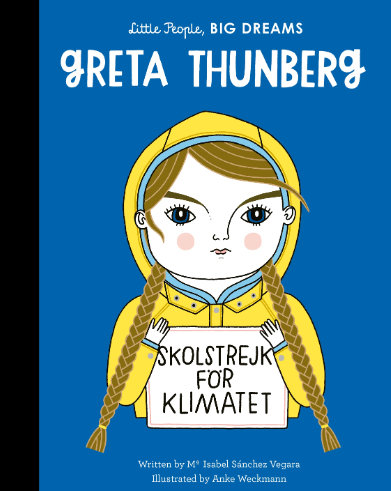 Little People, BIG DREAMS
GRETA THUNBERG
SKOLSTREJK
FÖR
KLIMATET
Written by Mª Isabel Sánchez Vegara
Illustrated by Anke Weckmann